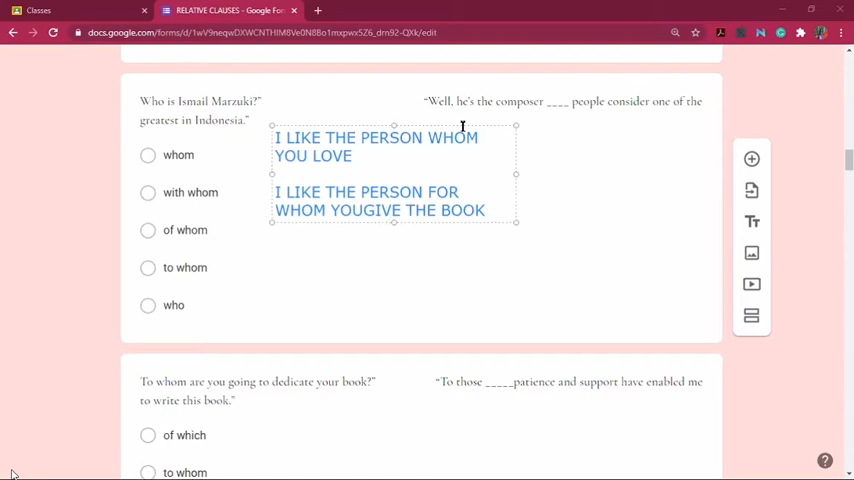 Classes
RELATIVE CLAUSES - Google For
docs.google.com/forms/d/1wV9neqwDXWCNTHIM8Ve0N8Bo1mxpwx5Z6_drn92-QXk/edit
Who is Ismail Marzuki?” “Well, he’s the composer ____ people consider one of the
greatest in Indonesia.”
I LIKE THE PERSON WHOM
YOU LOVE
I LIKE THE PERSON FOR
WHOM YOUGIVE THE BOOK
whom
with whom
of whom
to whom
who
To whom are you going to dedicate your book?” “To those _____patience and support have enabled me
to write this book.”
of which
to whom